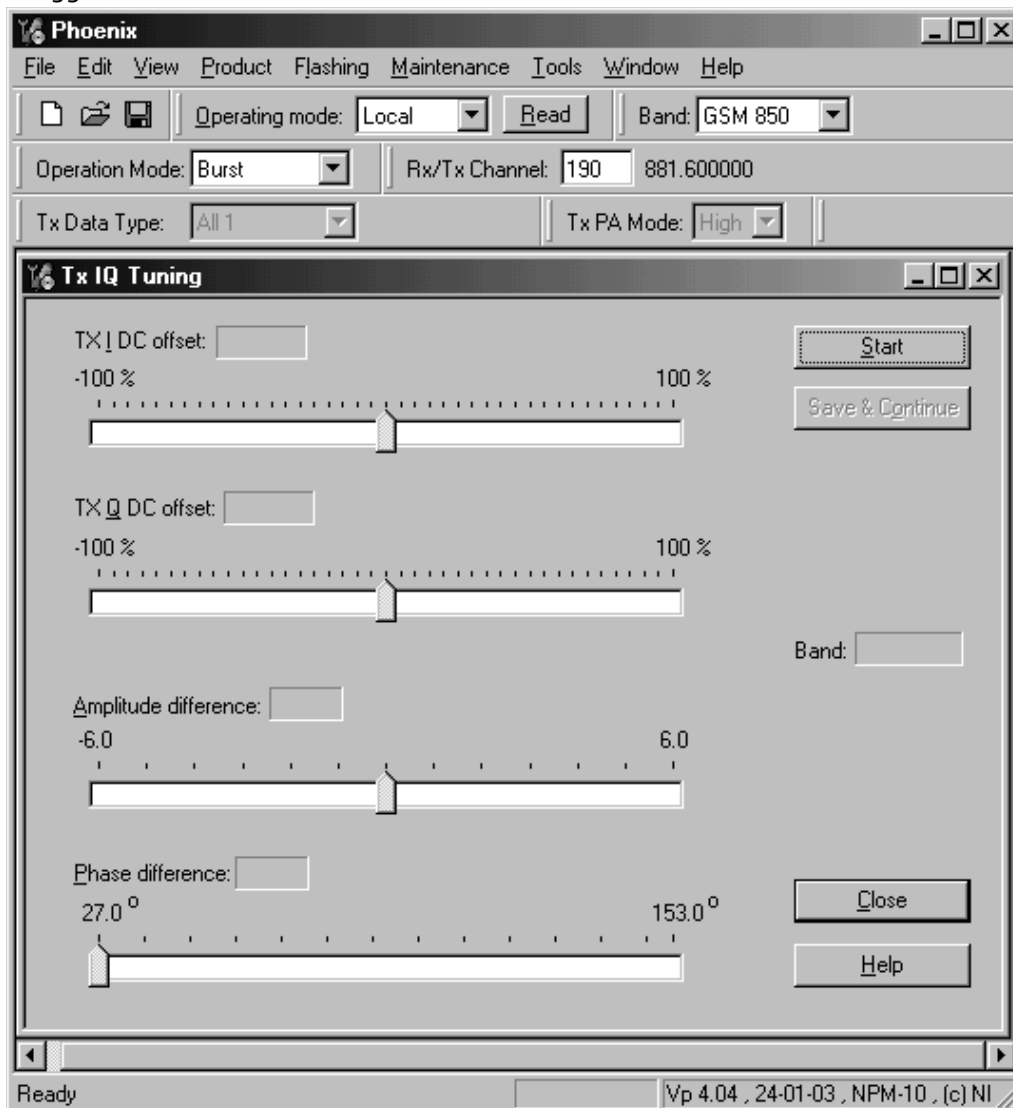 Phoenix
File Edit View Product Flashing Maintenance Tools Window Help
Operating mode: Local Read Band: GSM 850
Operation Mode: Burst Rx/Tx Channel: 190 881.600000
Tx Data Type: All 1 Tx PA Mode: High
Tx IQ Tuning
TX I DC offset:
Start
-100 % 100 %
Save & Continue
TX Q DC offset:
-100 % 100 %
Band:
Amplitude difference:
-6.0 6.0
Phase difference:
27.0 o 153.0 o
Close
Help
Ready Vp 4.04 , 24-01-03 , NPM-10 , (c) NI